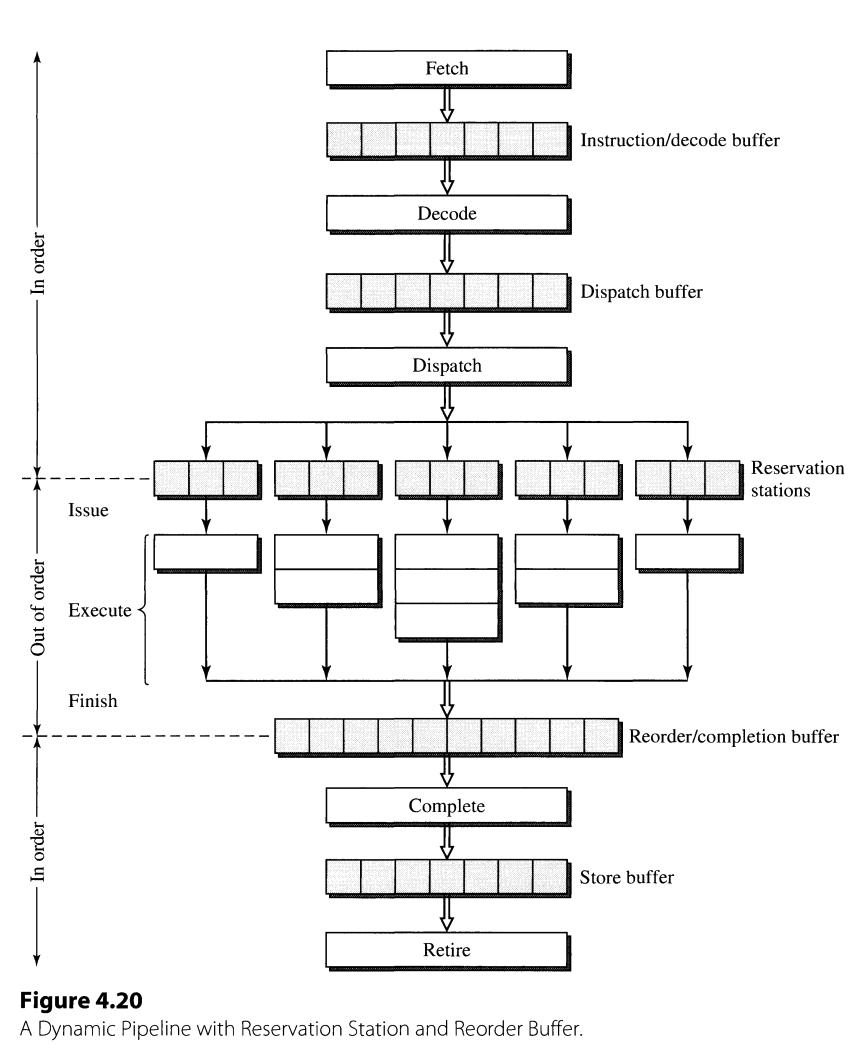 Fetch
Instruction/decode buffer
Decode
In order
Dispatch buffer
Dispatch
Reservation
stations
Issue
Out of order
Execute
Finish
Reorder/completion buffer
Complete
In order
Store buffer
Retire
Figure 4.20
A Dynamic Pipeline with Reservation Station and Reorder Buffer.